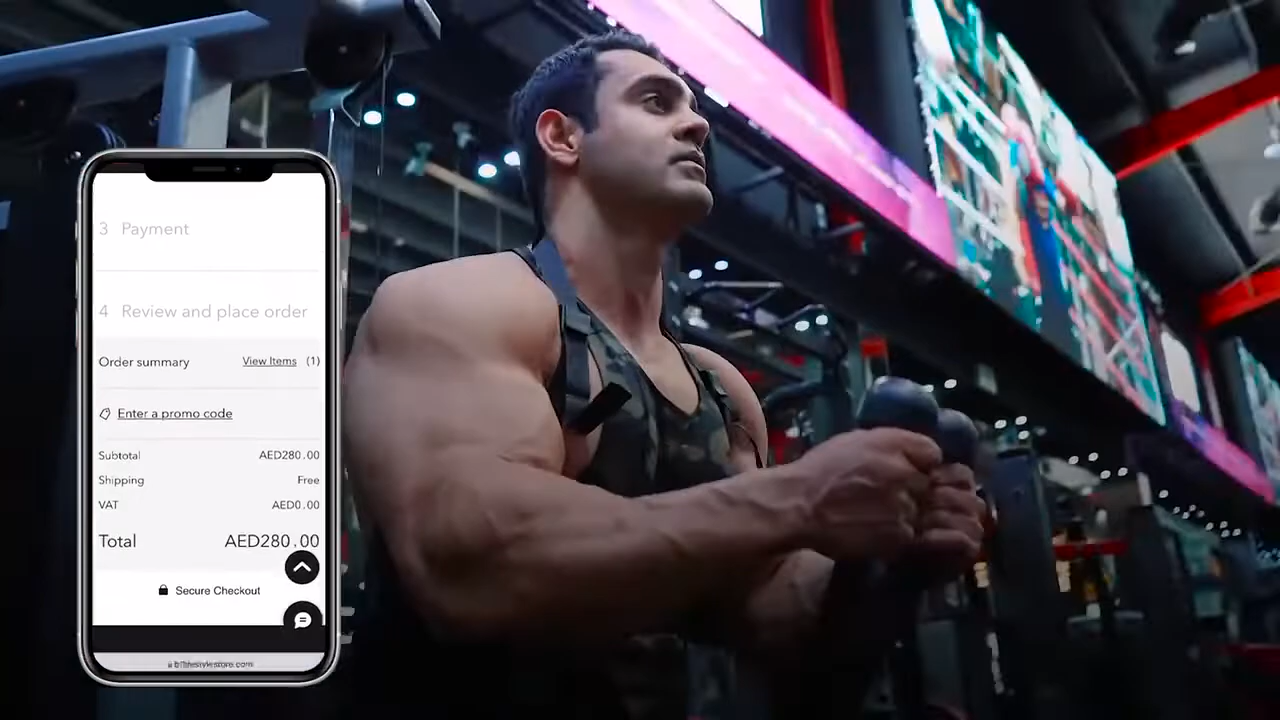 3 Payment
4 Review and place order
Order summary View Items (1)
Enter a promo code
Subtotal AED280.00
Shipping Free
VAT AED0.00
Total AED280.00
Secure Checkout